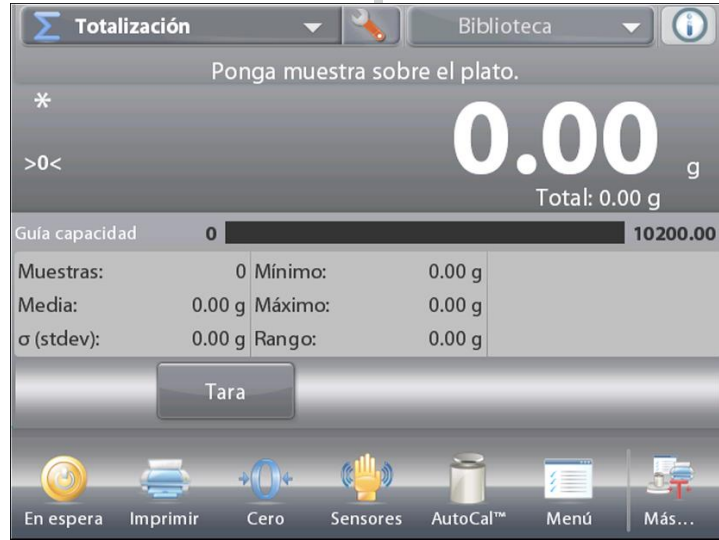 Totalización
Biblioteca
Ponga muestra sobre el plato.
*
>0<
0.00 g
Total: 0.00 g
Guía capacidad 0 10200.00
Muestras: 0 Mínimo: 0.00 g
Media: 0.00 g Máximo: 0.00 g
σ (stdev): 0.00 g Rango: 0.00 g
Tara
En espera Imprimir Cero Sensores AutoCal™ Menú Más...